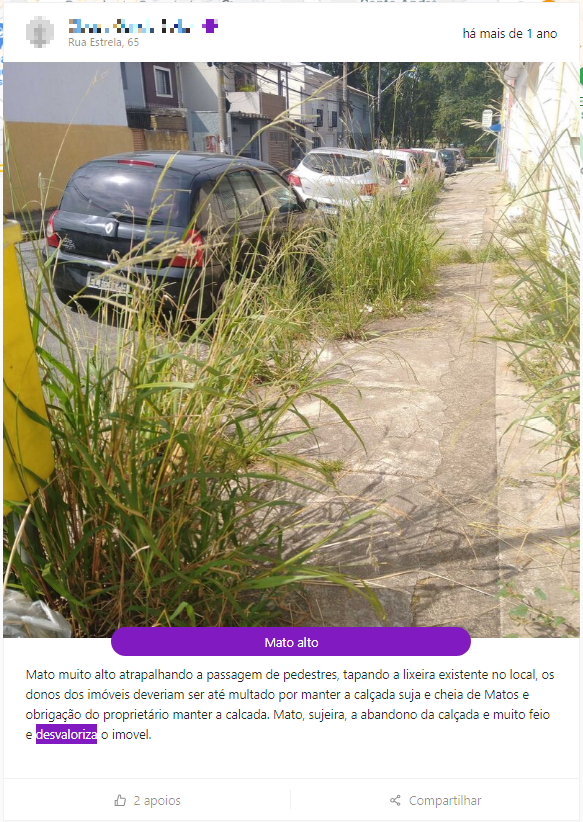 Rua Estrela, 65
há mais de 1 ano
Mato alto
Mato muito alto atrapalhando a passagem de pedestres, tapando a lixeira existente no local, os
donos dos imóveis deveriam ser até multado por manter a calçada suja e cheia de Matos e
obrigação do proprietário manter a calcada. Mato, sujeira, a abandono da calçada e muito feio
e desvaloriza o imovel.
2 apoios
Compartilhar